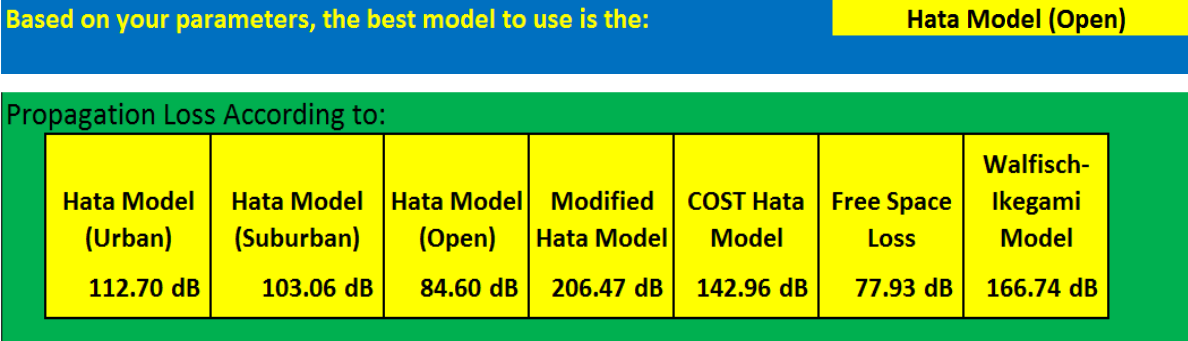 Based on your parameters, the best model to use is the: Hata Model (Open)
Propagation Loss According to:
Hata Model (Urban) 112.70 dB
Hata Model (Suburban) 103.06 dB
Hata Model (Open) 84.60 dB
Modified Hata Model 206.47 dB
COST Hata Model 142.96 dB
Free Space Loss 77.93 dB
Walfisch-Ikegami Model 166.74 dB